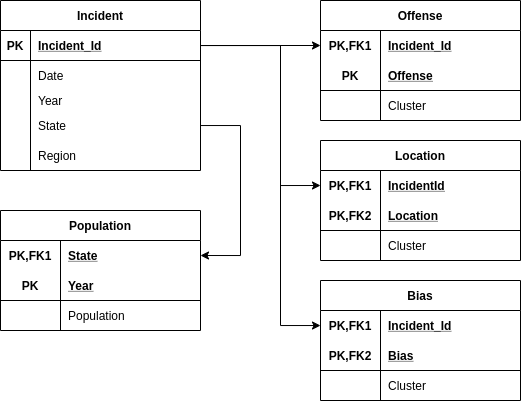 Incident
PK Incident_Id
Date
Year
State
Region
Population
PK,FK1 State
PK Year
Population
Offense
PK,FK1 Incident_Id
PK Offense
Cluster
Location
PK,FK1 IncidentId
PK,FK2 Location
Cluster
Bias
PK,FK1 Incident_Id
PK,FK2 Bias
Cluster